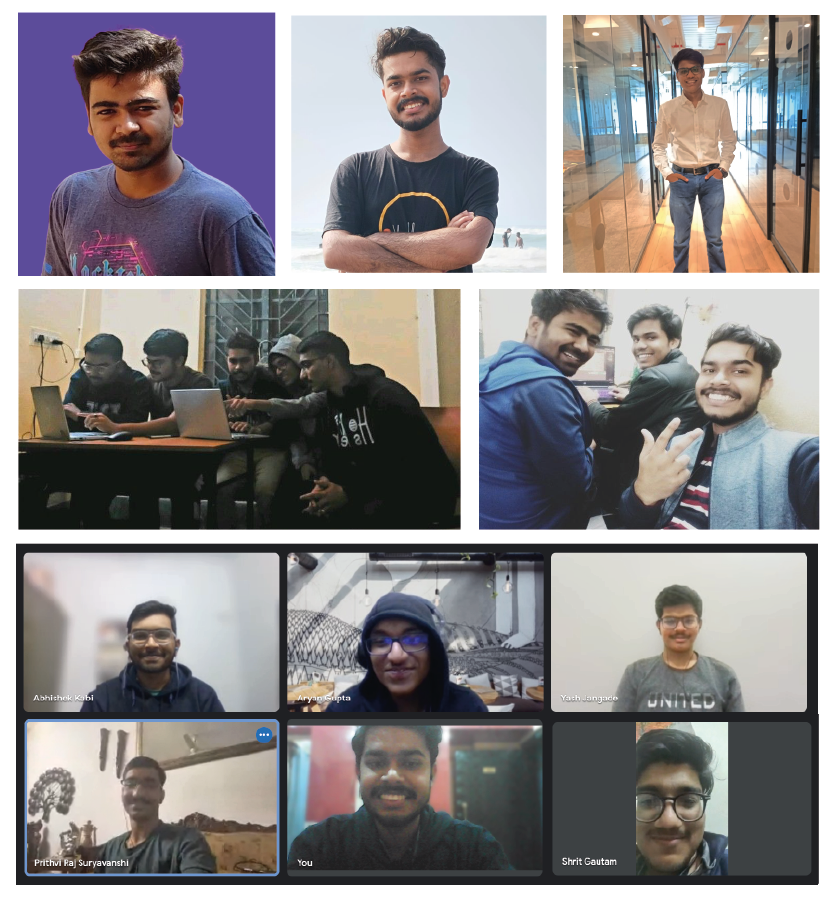 Abhishek Kabi
Aryan Gupta
Yash Jangade
UNITED
Prithvi Raj Suryavanshi
You
Shrit Gautam